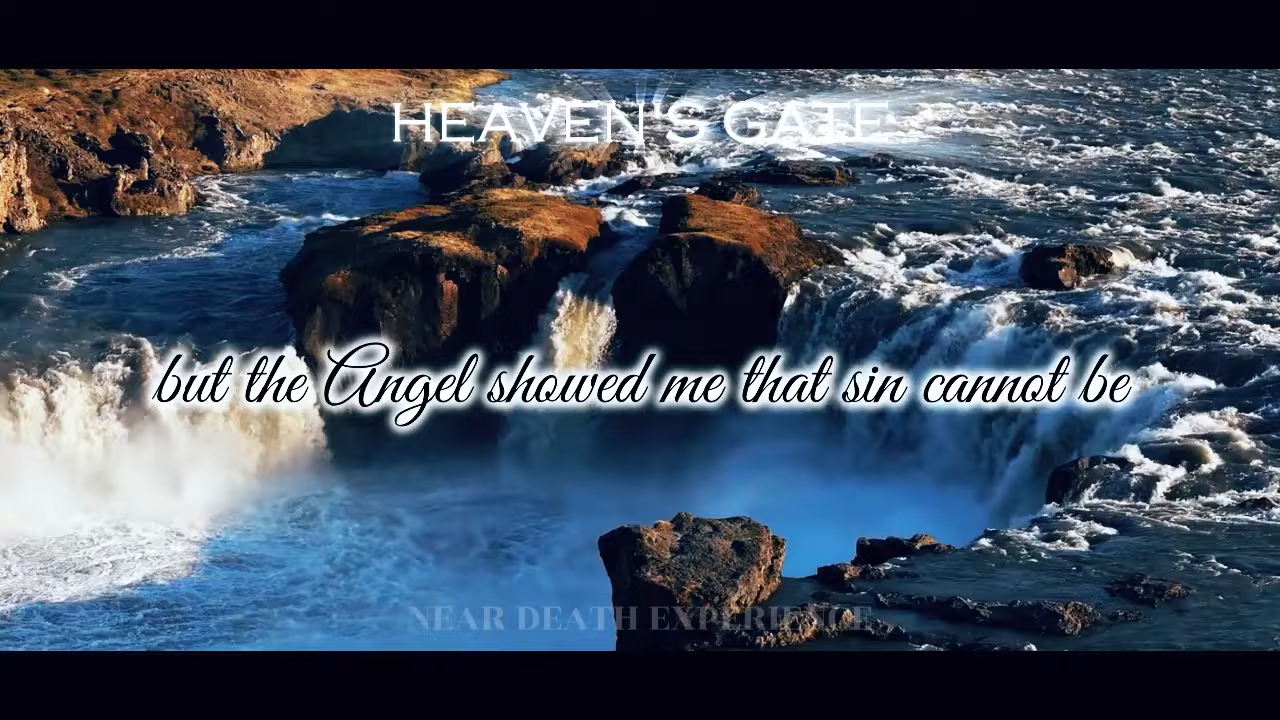 HEAVEN'S GATE
but the Angel showed me that sin cannot be
NEAR DEATH EXPERIENCE